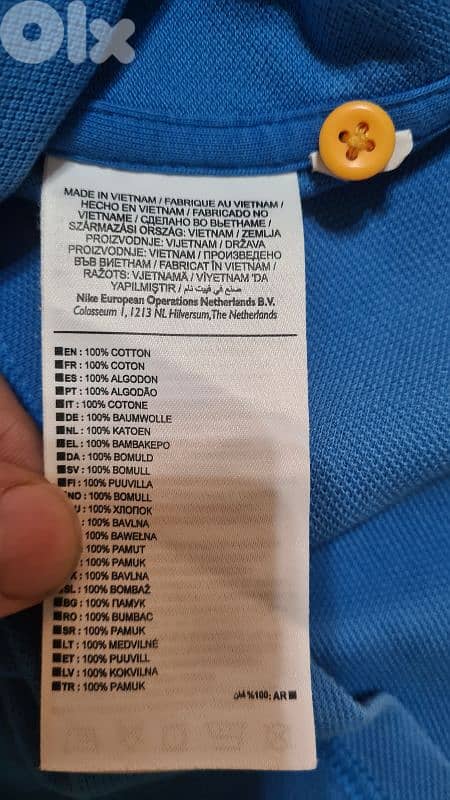 OLX
MADE IN VIETNAM / FABRIQUE AU VIETNAM /
HECHO EN VIETNAM / FABRICADO NO
VIETNAME / СДЕЛАНО ВО ВЬЕТНАМЕ /
SZÁRMAZÁSI ORSZÁG: VIETNAM / ZEMLJA
PROIZVODNJE: VIJETNAM / DRŽAVA
PROIZVODNJE: VIETNAM / ПРОИЗВЕДЕНО
ВЪВ ВИЕТНАМ / FABRICAT ÎN VIETNAM /
RAŽOTS: VJETNAMĀ / VİYETNAM 'DA
YAPILMIŞTIR / صنع في فييت نام
Nike European Operations Netherlands B.V.
Colosseum 1, 1213 NL Hilversum, The Netherlands
EN : 100% COTTON
FR : 100% COTON
ES : 100% ALGODON
PT : 100% ALGODÃO
IT : 100% COTONE
DE : 100% BAUMWOLLE
NL : 100% KATOEN
EL : 100% ΒΑΜΒΑΚΕΡΟ
DA : 100% BOMULD
SV : 100% BOMULL
FI : 100% PUUVILLA
NO : 100% BOMULL
: 100% ХЛОПОК
: 100% BAVLNA
100% BAWEŁNA
: 100% PAMUT
: 100% PAMUK
: 100% BAVLNA
SL : 100% BOMBAŽ
BG : 100% ПАМУК
RO : 100% BUMBAC
SR : 100% PAMUK
LT : 100% MEDVILNĖ
ET : 100% PUUVILL
LV : 100% KOKVILNA
TR : 100% PAMUK
AR : 100% قطن